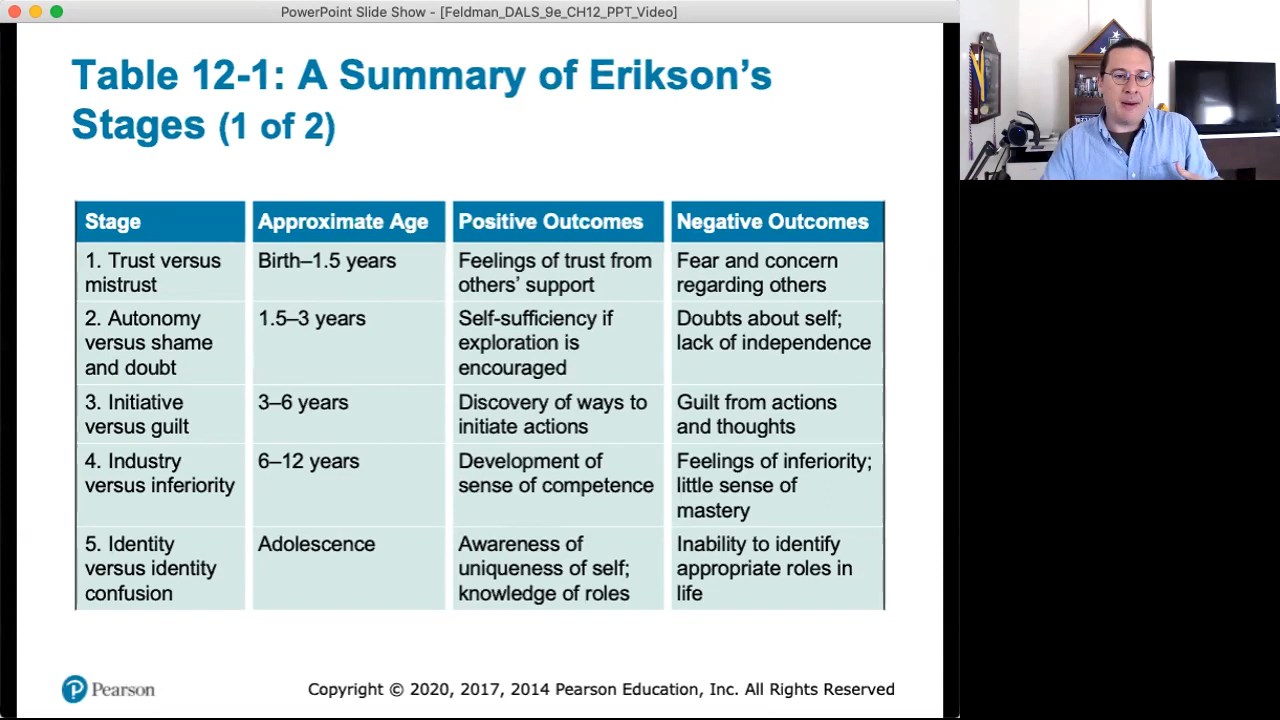 PowerPoint Slide Show - [Feldman_DALS_9e_CH12_PPT_Video]
Table 12-1: A Summary of Erikson’s
Stages (1 of 2)
Stage Approximate Age Positive Outcomes Negative Outcomes
1. Trust versus
mistrust
Birth–1.5 years
Feelings of trust from
others’ support
Fear and concern
regarding others
2. Autonomy
versus shame
and doubt
1.5–3 years
Self-sufficiency if
exploration is
encouraged
Doubts about self;
lack of independence
3. Initiative
versus guilt
3–6 years
Discovery of ways to
initiate actions
Guilt from actions
and thoughts
4. Industry
versus inferiority
6–12 years
Development of
sense of competence
Feelings of inferiority;
little sense of
mastery
5. Identity
versus identity
confusion
Adolescence
Awareness of
uniqueness of self;
knowledge of roles
Inability to identify
appropriate roles in
life
P Pearson
Copyright © 2020, 2017, 2014 Pearson Education, Inc. All Rights Reserved